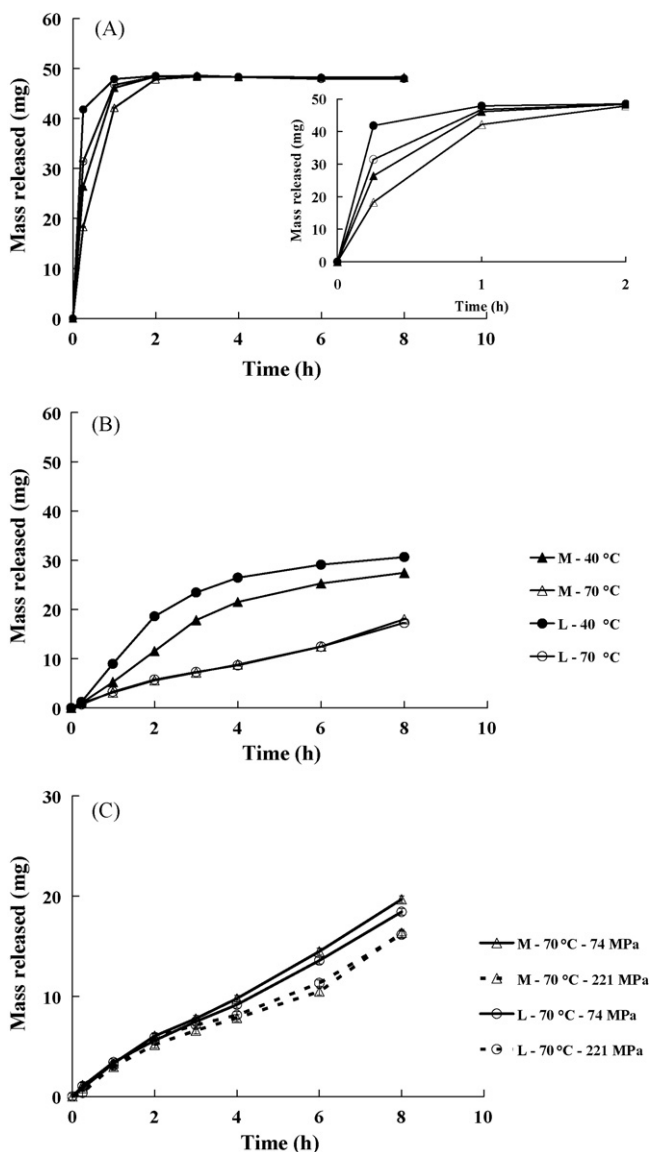 (A)
60
50
40
30
20
10
0
Mass released (mg)
0 2 4 6 8 10
Time (h)
50
40
30
20
10
0
Mass released (mg)
0 1 2
Time (h)
(B)
60
50
40
30
20
10
0
Mass released (mg)
0 2 4 6 8 10
Time (h)
M - 40 °C
M - 70 °C
L - 40 °C
L - 70 °C
(C)
30
20
10
0
Mass released (mg)
0 2 4 6 8 10
Time (h)
M - 70 °C - 74 MPa
M - 70 °C - 221 MPa
L - 70 °C - 74 MPa
L - 70 °C - 221 MPa